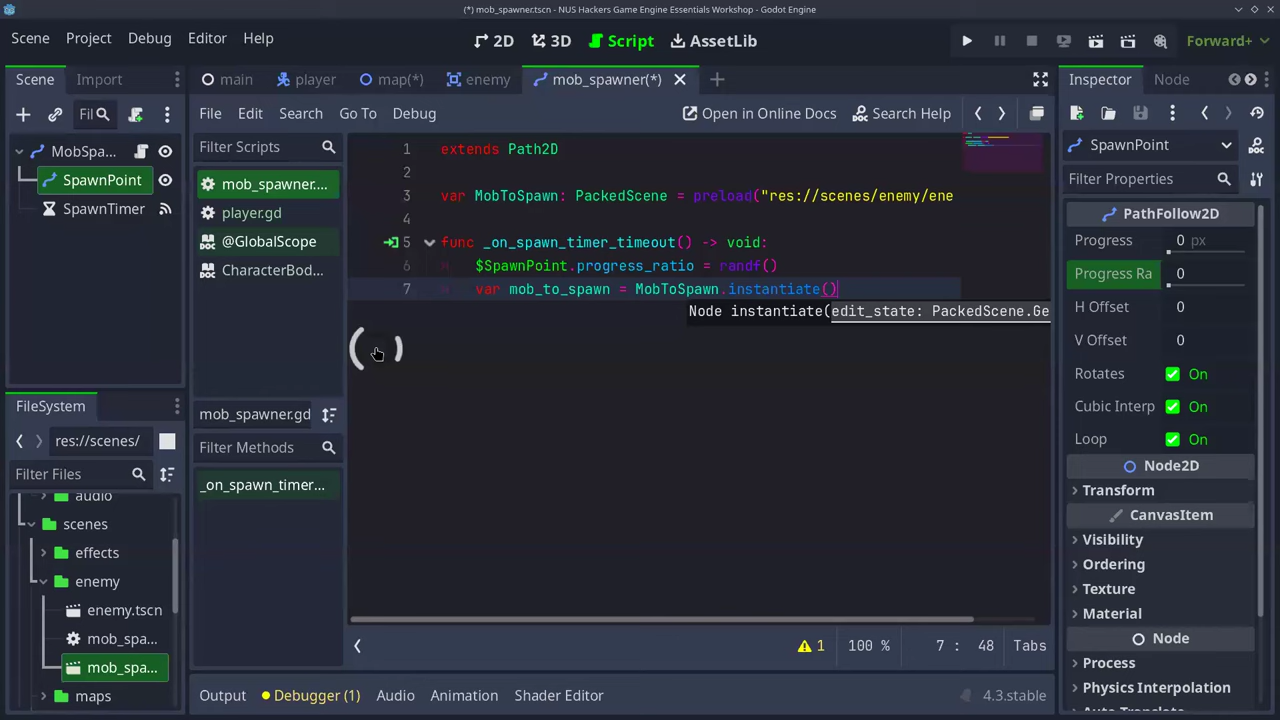 (*) mob_spawner.tscn - NUS Hackers Game Engine Essentials Workshop - Godot Engine
Scene Project Debug Editor Help
2D 3D Script AssetLib
Forward+
Scene Import
main player map(*) enemy mob_spawner(*)
Inspector Node
Fil
File Edit Search Go To Debug
Open in Online Docs Search Help
MobSpa...
SpawnPoint
SpawnTimer
Filter Scripts
mob_spawner....
player.gd
@GlobalScope
CharacterBod...
mob_spawner.gd
Filter Methods
_on_spawn_timer...
1 extends Path2D
2
3 var MobToSpawn: PackedScene = preload("res://scenes/enemy/ene
4
5 func _on_spawn_timer_timeout() -> void:
6 $SpawnPoint.progress_ratio = randf()
7 var mob_to_spawn = MobToSpawn.instantiate()
Node instantiate(edit_state: PackedScene.Ge
1 100 % 7 : 48 Tabs
FileSystem
res://scenes/
Filter Files
audio
scenes
effects
enemy
enemy.tscn
mob_spa...
mob_spa...
maps
Output Debugger (1) Audio Animation Shader Editor
4.3.stable
SpawnPoint
Filter Properties
PathFollow2D
Progress 0 px
Progress Ra 0
H Offset 0
V Offset 0
Rotates On
Cubic Interp On
Loop On
Node2D
Transform
CanvasItem
Visibility
Ordering
Texture
Material
Node
Process
Physics Interpolation
Auto Translate